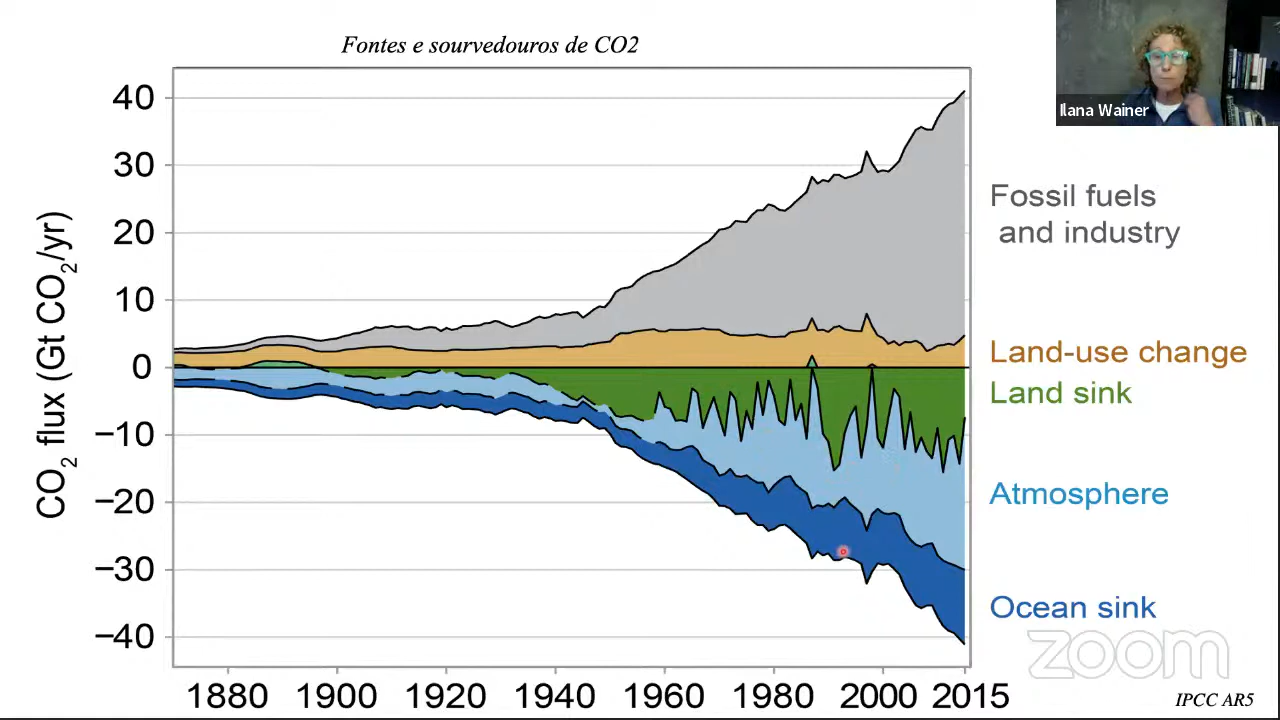 Fontes e sourvedouros de CO2
Ilana Wainer
40
30
20
10
0
−10
−20
−30
−40
CO2 flux (Gt CO2/yr)
1880 1900 1920 1940 1960 1980 2000 2015
Fossil fuels
and industry
Land-use change
Land sink
Atmosphere
Ocean sink
zoom
IPCC AR5